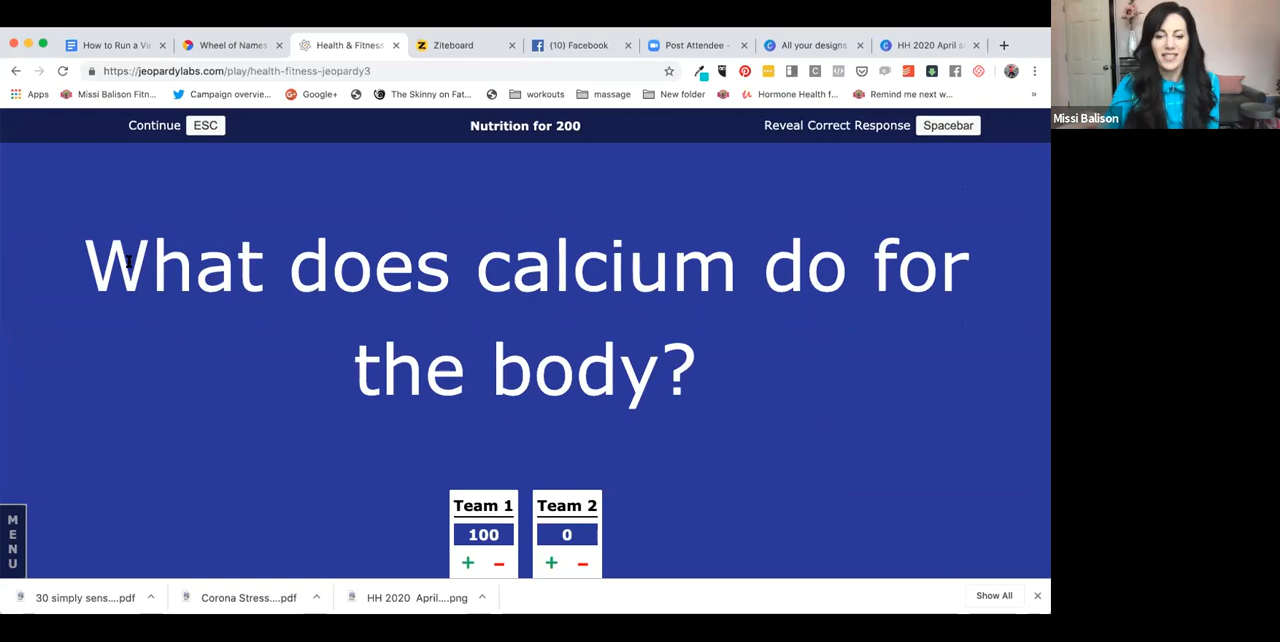 How to Run a Vi
Wheel of Names
Health & Fitness
Ziteboard
(10) Facebook
Post Attendee -
All your designs
HH 2020 April s
https://jeopardylabs.com/play/health-fitness-jeopardy3
Apps
Missi Balison Fitn...
Campaign overvie...
Google+
The Skinny on Fat...
workouts
massage
New folder
Hormone Health f...
Remind me next w...
»
Continue ESC
Nutrition for 200
Reveal Correct Response Spacebar
What does calcium do for
the body?
Team 1
100
+ −
Team 2
0
+ −
MENU
30 simply sens....pdf
Corona Stress....pdf
HH 2020 April....png
Show All
Missi Balison